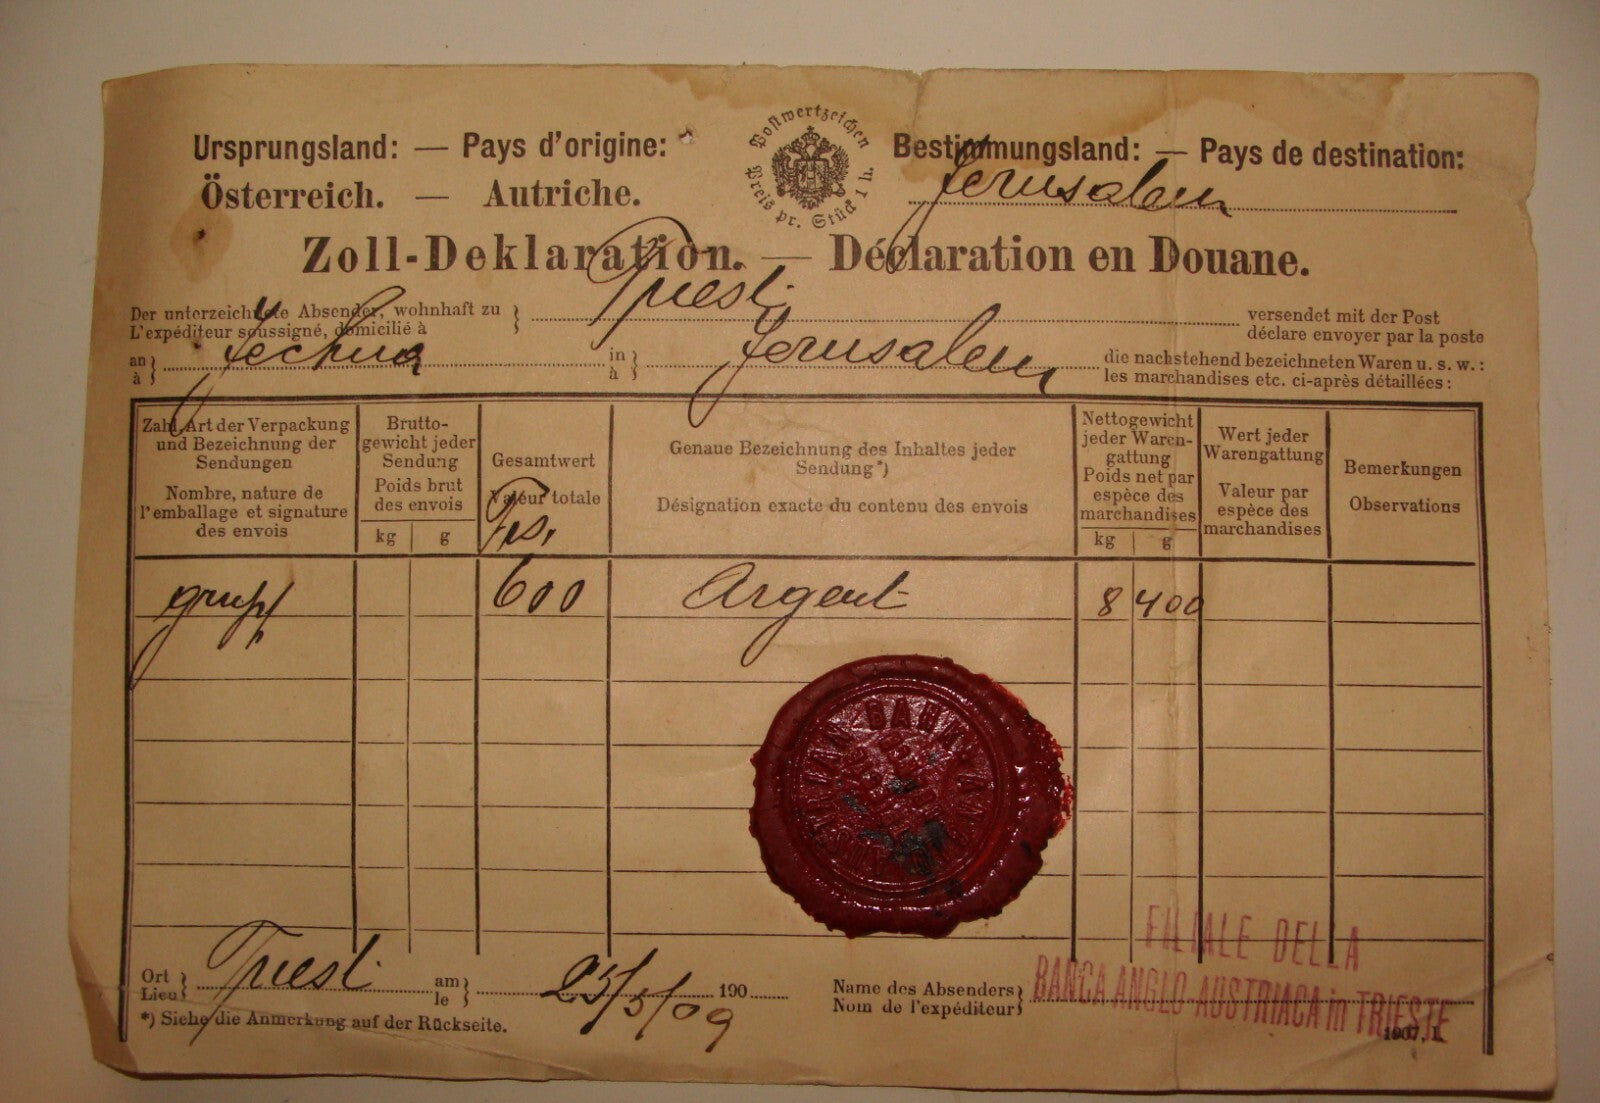 Ursprungsland: — Pays d'origine:
Österreich. — Autriche.
Postwertzeichen
Preis pr. Stück 1 h.
Bestimmungsland: — Pays de destination:
Jerusalem
Zoll-Deklaration. — Déclaration en Douane.
Der unterzeichnete Absender, wohnhaft zu } Triest versendet mit der Post
L'expéditeur soussigné, domicilié à déclare envoyer par la poste
an } in } Jerusalem die nachstehend bezeichneten Waren u. s. w.:
à à les marchandises etc. ci-après détaillées:
Zahl, Art der Verpackung
und Bezeichnung der
Sendungen
Nombre, nature de
l'emballage et signature
des envois
Brutto-
gewicht jeder
Sendung
Poids brut
des envois
kg g
Gesamtwert
Valeur totale
Frs.
Genaue Bezeichnung des Inhaltes jeder
Sendung*)
Désignation exacte du contenu des envois
Nettogewicht
jeder Waren-
gattung
Poids net par
espèce des
marchandises
kg g
Wert jeder
Warengattung
Valeur par
espèce des
marchandises
Bemerkungen
Observations
600 Argent 8 400
FILIALE DELLA
BANCA ANGLO-AUSTRIACA in TRIESTE
Ort } Triest am } 25/5/09 190
Lieu le
Name des Absenders }
Nom de l'expéditeur
*) Siehe die Anmerkung auf der Rückseite.
1907. I.